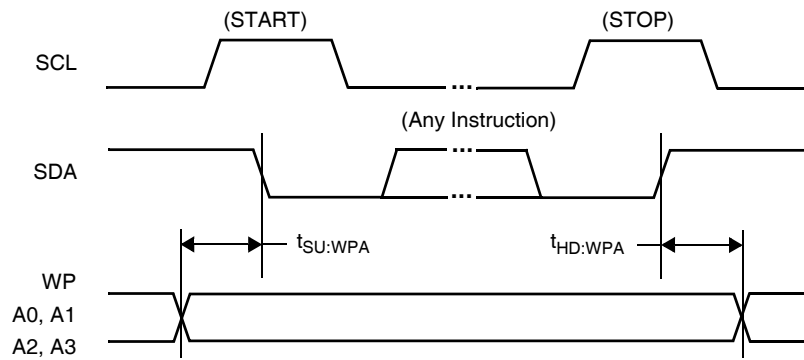 (START)
(STOP)
SCL
...
(Any Instruction)
...
SDA
...
tSU:WPA
tHD:WPA
WP
A0, A1
A2, A3